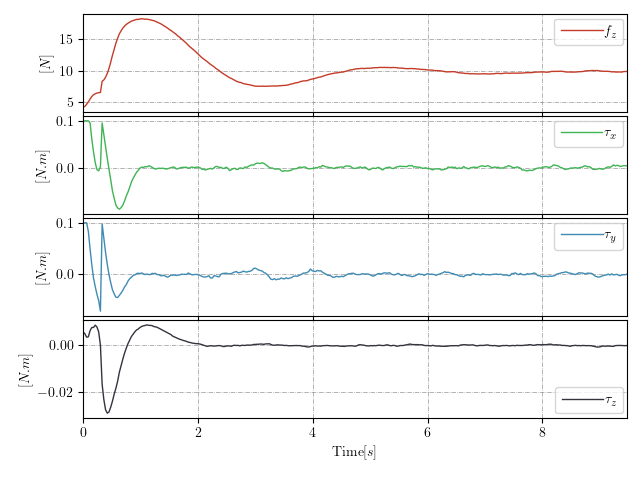 [N]
15
10
5
f_z
[N.m]
0.1
0.0
τ_x
[N.m]
0.1
0.0
τ_y
[N.m]
0.00
−0.02
τ_z
0 2 4 6 8
Time[s]